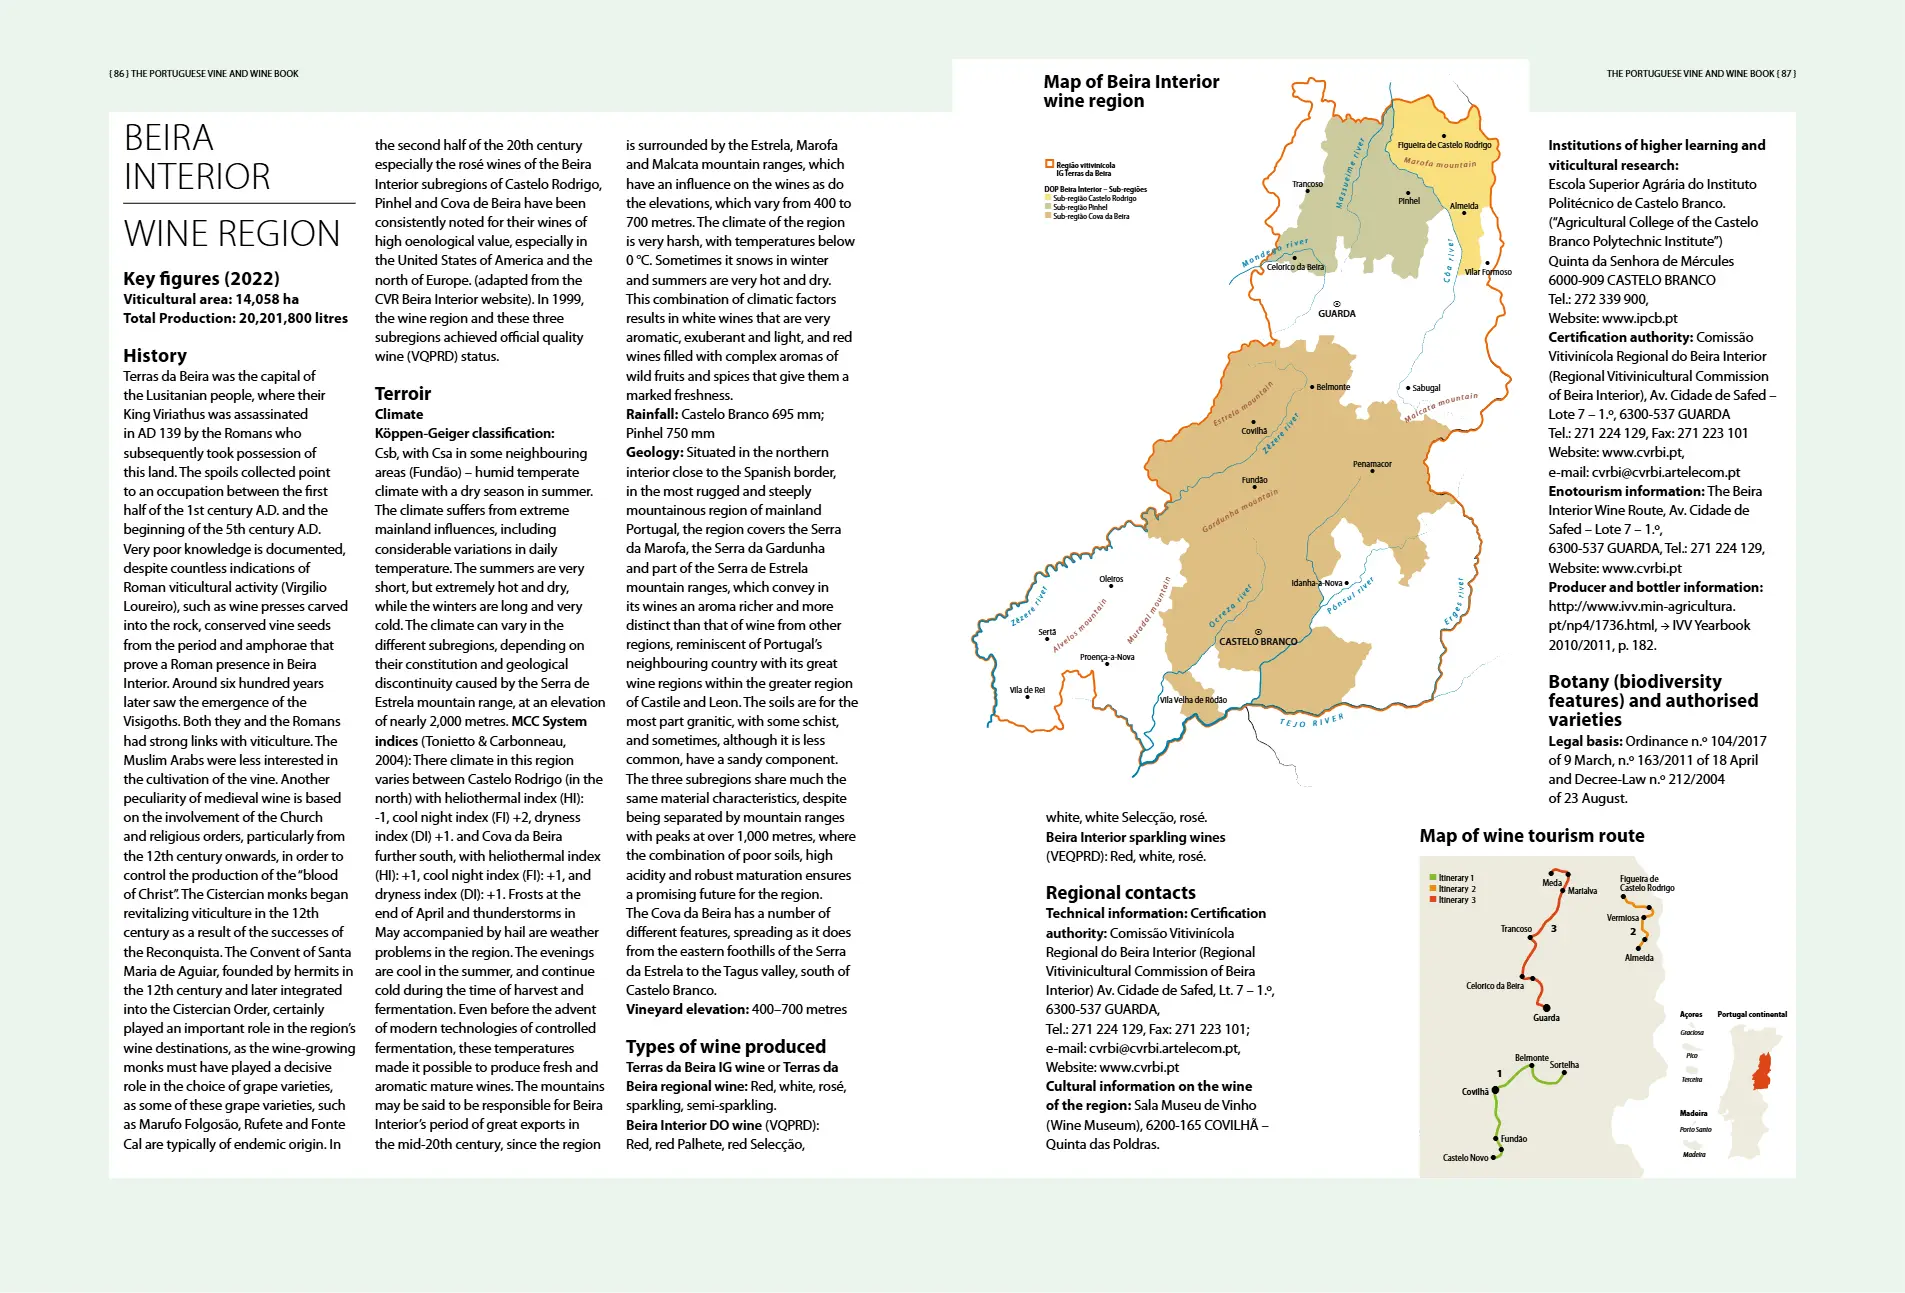 { 86 } THE PORTUGUESE VINE AND WINE BOOK
BEIRA
INTERIOR
WINE REGION
Key figures (2022)
Viticultural area: 14,058 ha
Total Production: 20,201,800 litres
History
Terras da Beira was the capital of
the Lusitanian people, where their
King Viriathus was assassinated
in AD 139 by the Romans who
subsequently took possession of
this land. The spoils collected point
to an occupation between the first
half of the 1st century A.D. and the
beginning of the 5th century A.D.
Very poor knowledge is documented,
despite countless indications of
Roman viticultural activity (Virgilio
Loureiro), such as wine presses carved
into the rock, conserved vine seeds
from the period and amphorae that
prove a Roman presence in Beira
Interior. Around six hundred years
later saw the emergence of the
Visigoths. Both they and the Romans
had strong links with viticulture. The
Muslim Arabs were less interested in
the cultivation of the vine. Another
peculiarity of medieval wine is based
on the involvement of the Church
and religious orders, particularly from
the 12th century onwards, in order to
control the production of the “blood
of Christ”. The Cistercian monks began
revitalizing viticulture in the 12th
century as a result of the successes of
the Reconquista. The Convent of Santa
Maria de Aguiar, founded by hermits in
the 12th century and later integrated
into the Cistercian Order, certainly
played an important role in the region’s
wine destinations, as the wine-growing
monks must have played a decisive
role in the choice of grape varieties,
as some of these grape varieties, such
as Marufo Folgosão, Rufete and Fonte
Cal are typically of endemic origin. In
the second half of the 20th century
especially the rosé wines of the Beira
Interior subregions of Castelo Rodrigo,
Pinhel and Cova de Beira have been
consistently noted for their wines of
high oenological value, especially in
the United States of America and the
north of Europe. (adapted from the
CVR Beira Interior website). In 1999,
the wine region and these three
subregions achieved official quality
wine (VQPRD) status.
Terroir
Climate
Köppen-Geiger classification:
Csb, with Csa in some neighbouring
areas (Fundão) – humid temperate
climate with a dry season in summer.
The climate suffers from extreme
mainland influences, including
considerable variations in daily
temperature. The summers are very
short, but extremely hot and dry,
while the winters are long and very
cold. The climate can vary in the
different subregions, depending on
their constitution and geological
discontinuity caused by the Serra de
Estrela mountain range, at an elevation
of nearly 2,000 metres. MCC System
indices (Tonietto & Carbonneau,
2004): There climate in this region
varies between Castelo Rodrigo (in the
north) with heliothermal index (HI):
-1, cool night index (FI) +2, dryness
index (DI) +1. and Cova da Beira
further south, with heliothermal index
(HI): +1, cool night index (FI): +1, and
dryness index (DI): +1. Frosts at the
end of April and thunderstorms in
May accompanied by hail are weather
problems in the region. The evenings
are cool in the summer, and continue
cold during the time of harvest and
fermentation. Even before the advent
of modern technologies of controlled
fermentation, these temperatures
made it possible to produce fresh and
aromatic mature wines. The mountains
may be said to be responsible for Beira
Interior’s period of great exports in
the mid-20th century, since the region
is surrounded by the Estrela, Marofa
and Malcata mountain ranges, which
have an influence on the wines as do
the elevations, which vary from 400 to
700 metres. The climate of the region
is very harsh, with temperatures below
0 °C. Sometimes it snows in winter
and summers are very hot and dry.
This combination of climatic factors
results in white wines that are very
aromatic, exuberant and light, and red
wines filled with complex aromas of
wild fruits and spices that give them a
marked freshness.
Rainfall: Castelo Branco 695 mm;
Pinhel 750 mm
Geology: Situated in the northern
interior close to the Spanish border,
in the most rugged and steeply
mountainous region of mainland
Portugal, the region covers the Serra
da Marofa, the Serra da Gardunha
and part of the Serra de Estrela
mountain ranges, which convey in
its wines an aroma richer and more
distinct than that of wine from other
regions, reminiscent of Portugal’s
neighbouring country with its great
wine regions within the greater region
of Castile and Leon. The soils are for the
most part granitic, with some schist,
and sometimes, although it is less
common, have a sandy component.
The three subregions share much the
same material characteristics, despite
being separated by mountain ranges
with peaks at over 1,000 metres, where
the combination of poor soils, high
acidity and robust maturation ensures
a promising future for the region.
The Cova da Beira has a number of
different features, spreading as it does
from the eastern foothills of the Serra
da Estrela to the Tagus valley, south of
Castelo Branco.
Vineyard elevation: 400–700 metres
Types of wine produced
Terras da Beira IG wine or Terras da
Beira regional wine: Red, white, rosé,
sparkling, semi-sparkling.
Beira Interior DO wine (VQPRD):
Red, red Palhete, red Selecção,
THE PORTUGUESE VINE AND WINE BOOK { 87 }
Map of Beira Interior
wine region
Região vitivinícola
IG Terras da Beira
DOP Beira Interior – Sub-regiões
Sub-região Castelo Rodrigo
Sub-região Pinhel
Sub-região Cova da Beira
Figueira de Castelo Rodrigo
Marofa mountain
Massueime river
Trancoso
Pinhel
Almeida
Mondego river
Celorico da Beira
Côa river
Vilar Formoso
GUARDA
Belmonte
Sabugal
Estrela mountain
Malcata mountain
Covilhã
Zêzere river
Penamacor
Fundão
Gardunha mountain
Oleiros
Idanha-a-Nova
Zêzere river
Ocreza river
Pônsul river
Erges river
Alvelos mountain
Muradal mountain
Sertã
CASTELO BRANCO
Proença-a-Nova
Vila de Rei
Vila Velha de Ródão
TEJO RIVER
white, white Selecção, rosé.
Beira Interior sparkling wines
(VEQPRD): Red, white, rosé.
Regional contacts
Technical information: Certification
authority: Comissão Vitivinícola
Regional do Beira Interior (Regional
Vitivinicultural Commission of Beira
Interior) Av. Cidade de Safed, Lt. 7 – 1.º,
6300-537 GUARDA,
Tel.: 271 224 129, Fax: 271 223 101;
e-mail: cvrbi@cvrbi.artelecom.pt,
Website: www.cvrbi.pt
Cultural information on the wine
of the region: Sala Museu de Vinho
(Wine Museum), 6200-165 COVILHÃ –
Quinta das Poldras.
Institutions of higher learning and
viticultural research:
Escola Superior Agrária do Instituto
Politécnico de Castelo Branco.
(“Agricultural College of the Castelo
Branco Polytechnic Institute”)
Quinta da Senhora de Mércules
6000-909 CASTELO BRANCO
Tel.: 272 339 900,
Website: www.ipcb.pt
Certification authority: Comissão
Vitivinícola Regional do Beira Interior
(Regional Vitivinicultural Commission
of Beira Interior), Av. Cidade de Safed –
Lote 7 – 1.º, 6300-537 GUARDA
Tel.: 271 224 129, Fax: 271 223 101
Website: www.cvrbi.pt,
e-mail: cvrbi@cvrbi.artelecom.pt
Enotourism information: The Beira
Interior Wine Route, Av. Cidade de
Safed – Lote 7 – 1.º,
6300-537 GUARDA, Tel.: 271 224 129,
Website: www.cvrbi.pt
Producer and bottler information:
http://www.ivv.min-agricultura.
pt/np4/1736.html, → IVV Yearbook
2010/2011, p. 182.
Botany (biodiversity
features) and authorised
varieties
Legal basis: Ordinance n.º 104/2017
of 9 March, n.º 163/2011 of 18 April
and Decree-Law n.º 212/2004
of 23 August.
Map of wine tourism route
Itinerary 1
Itinerary 2
Itinerary 3
Meda
Marialva
Figueira de
Castelo Rodrigo
Vermiosa
Trancoso
3
2
Almeida
Celorico da Beira
Guarda
Belmonte
Sortelha
1
Covilhã
Fundão
Castelo Novo
Açores
Portugal continental
Graciosa
Pico
Terceira
Madeira
Porto Santo
Madeira